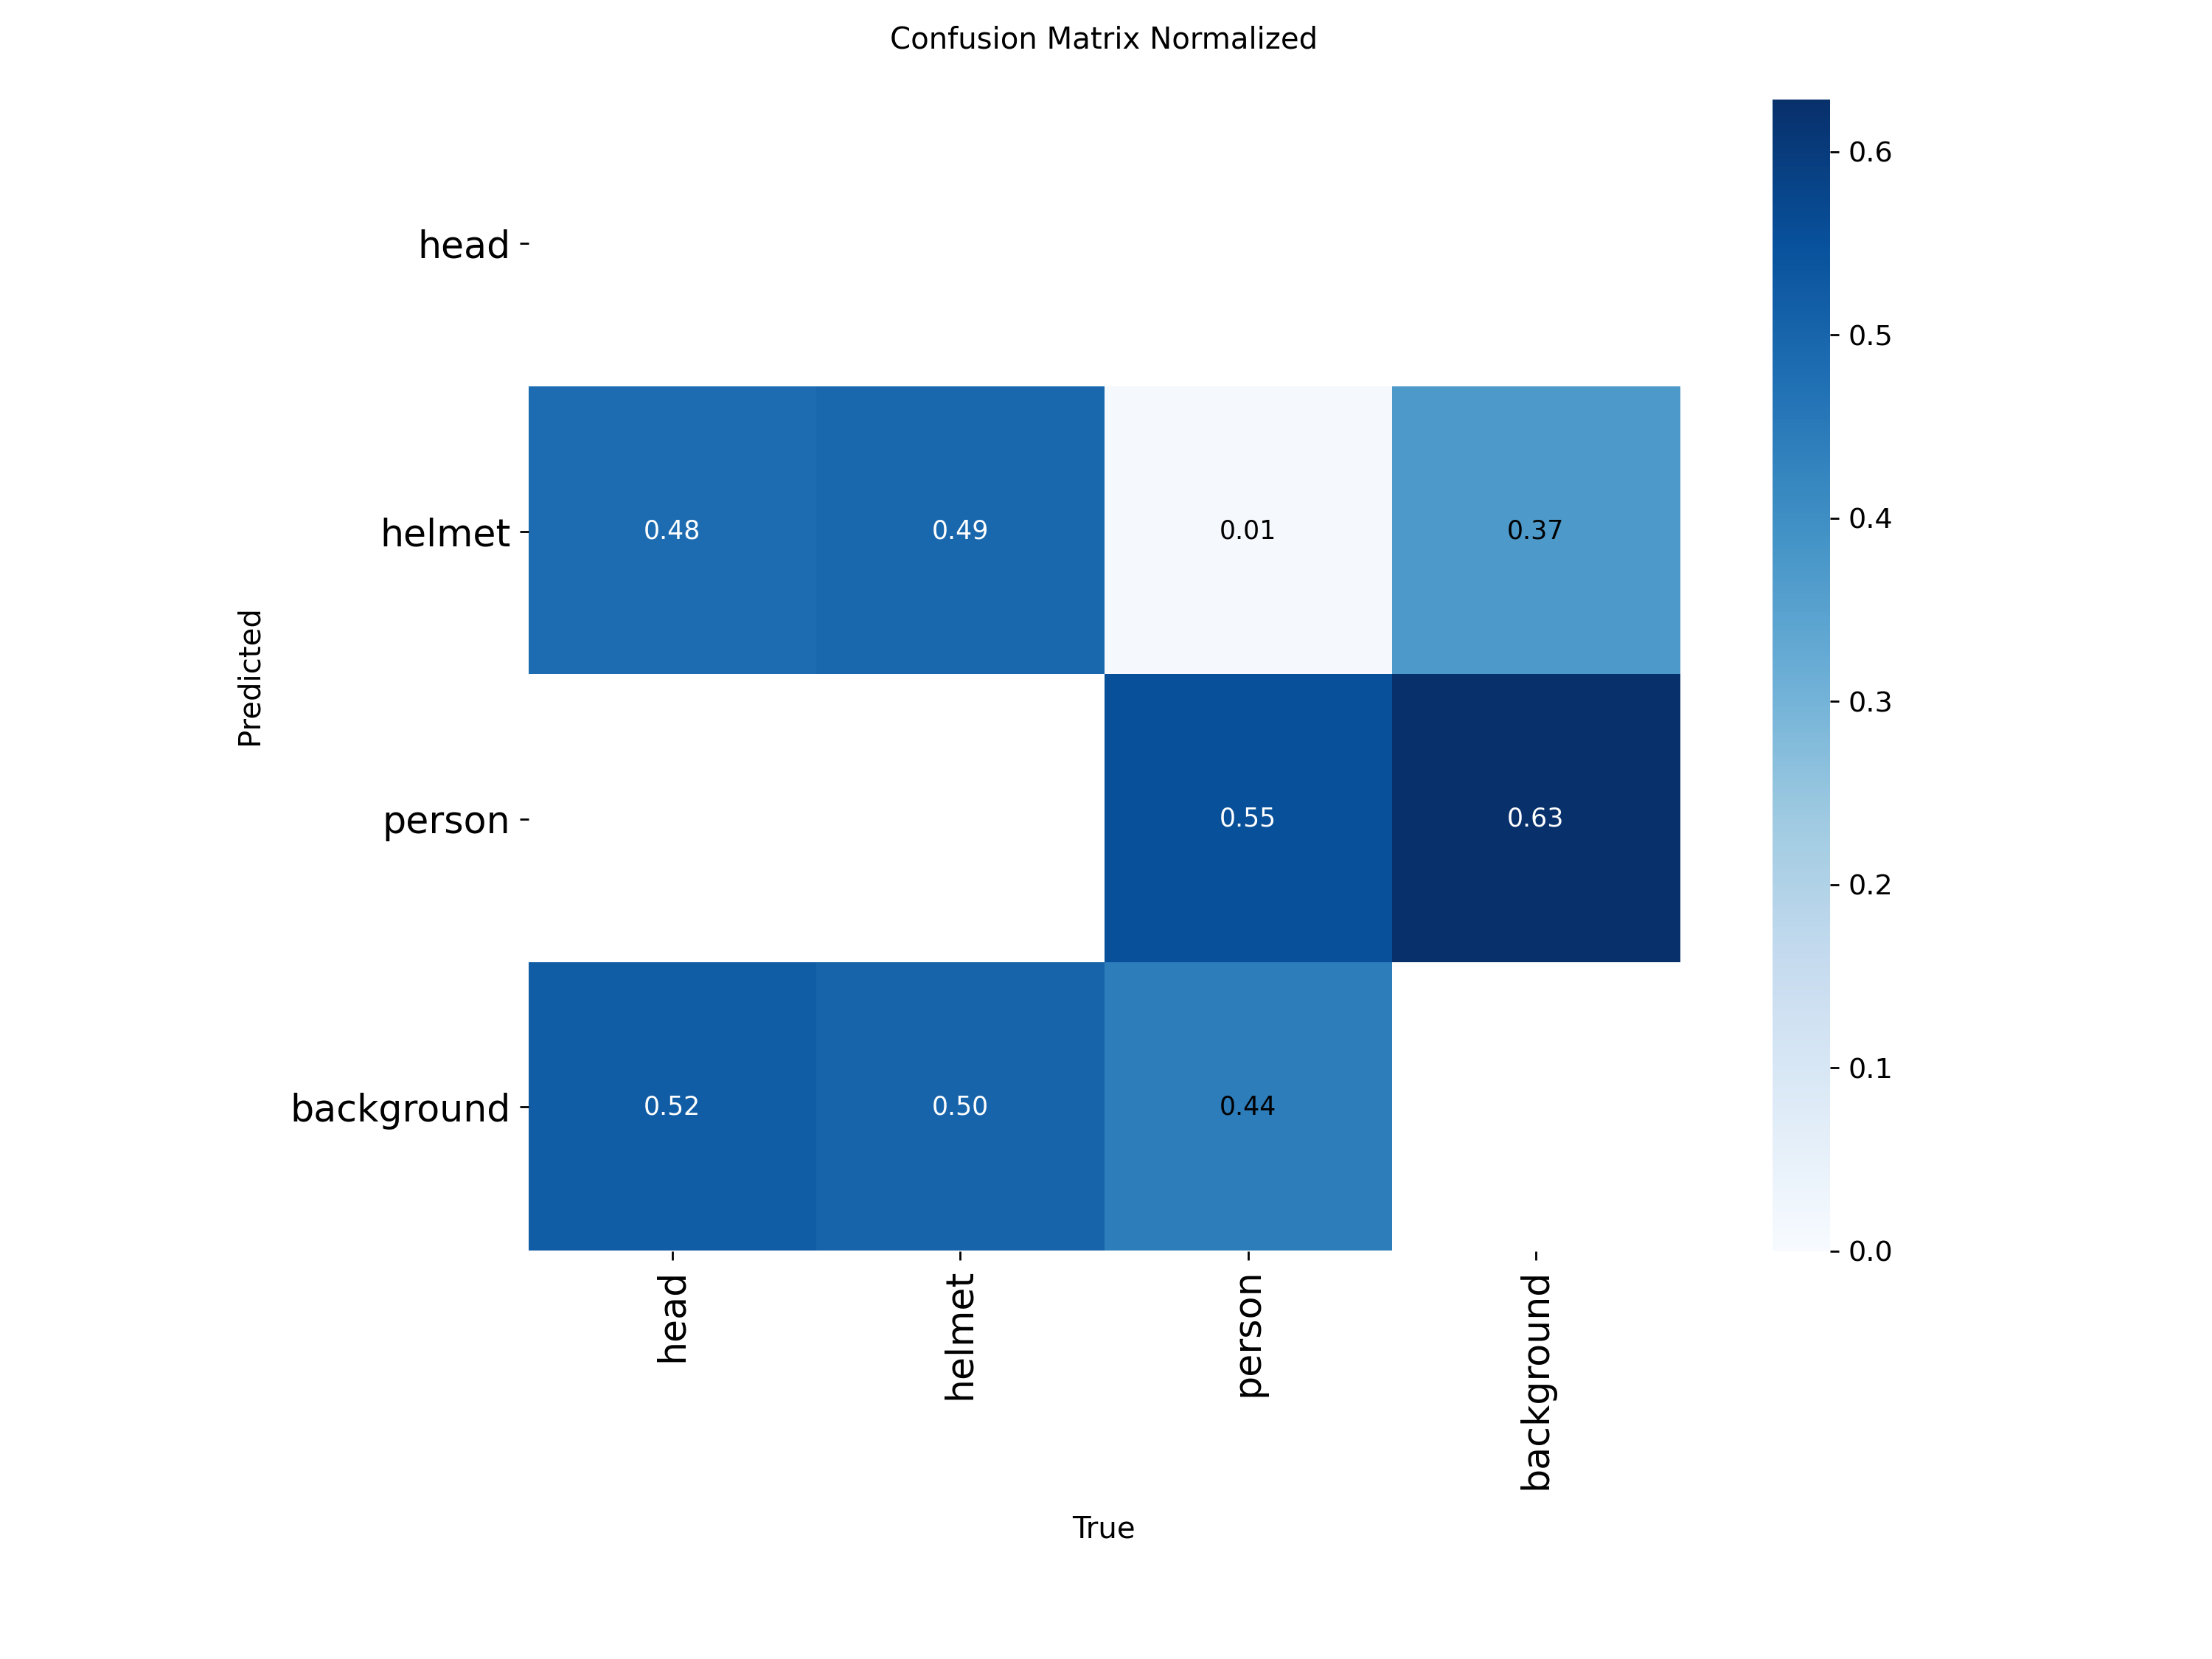 Confusion Matrix Normalized
head
helmet
person
background
Predicted
0.48 0.49 0.01 0.37
0.55 0.63
0.52 0.50 0.44
head
helmet
person
background
True
0.6
0.5
0.4
0.3
0.2
0.1
0.0